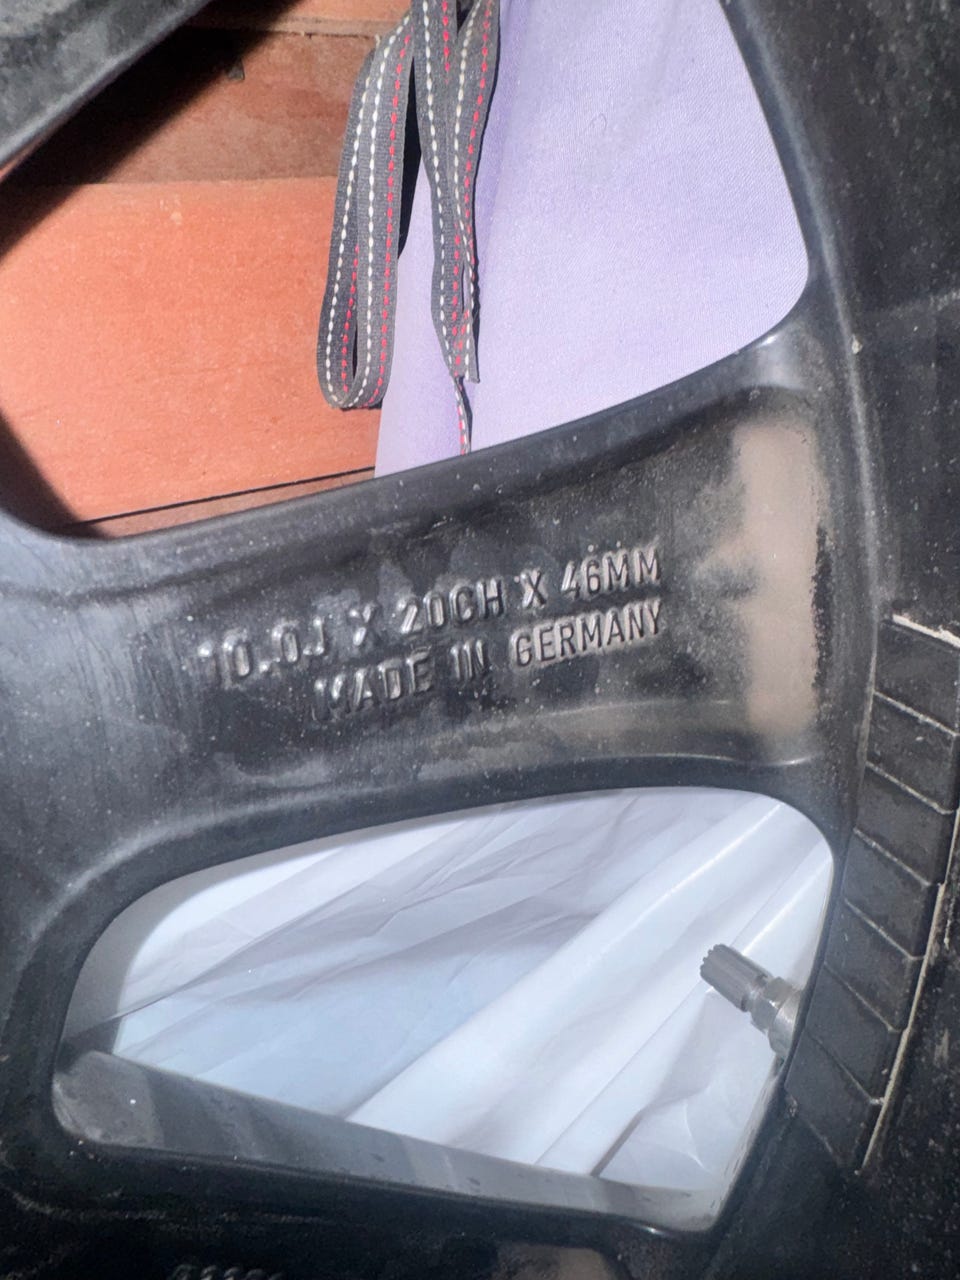 10.0J X 20CH X 46MM
MADE IN GERMANY